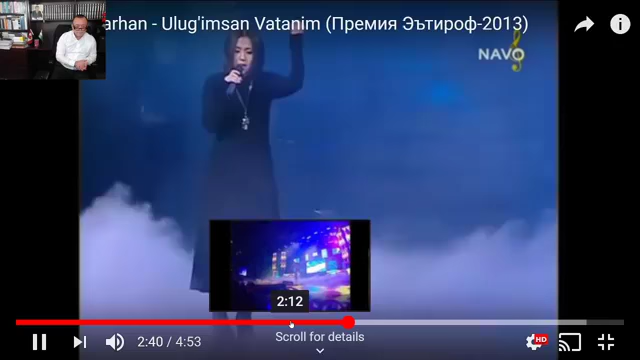 arhan - Ulug'imsan Vatanim (Премия Эътироф-2013)
NAVO
2:12
2:40 / 4:53
HD
Scroll for details